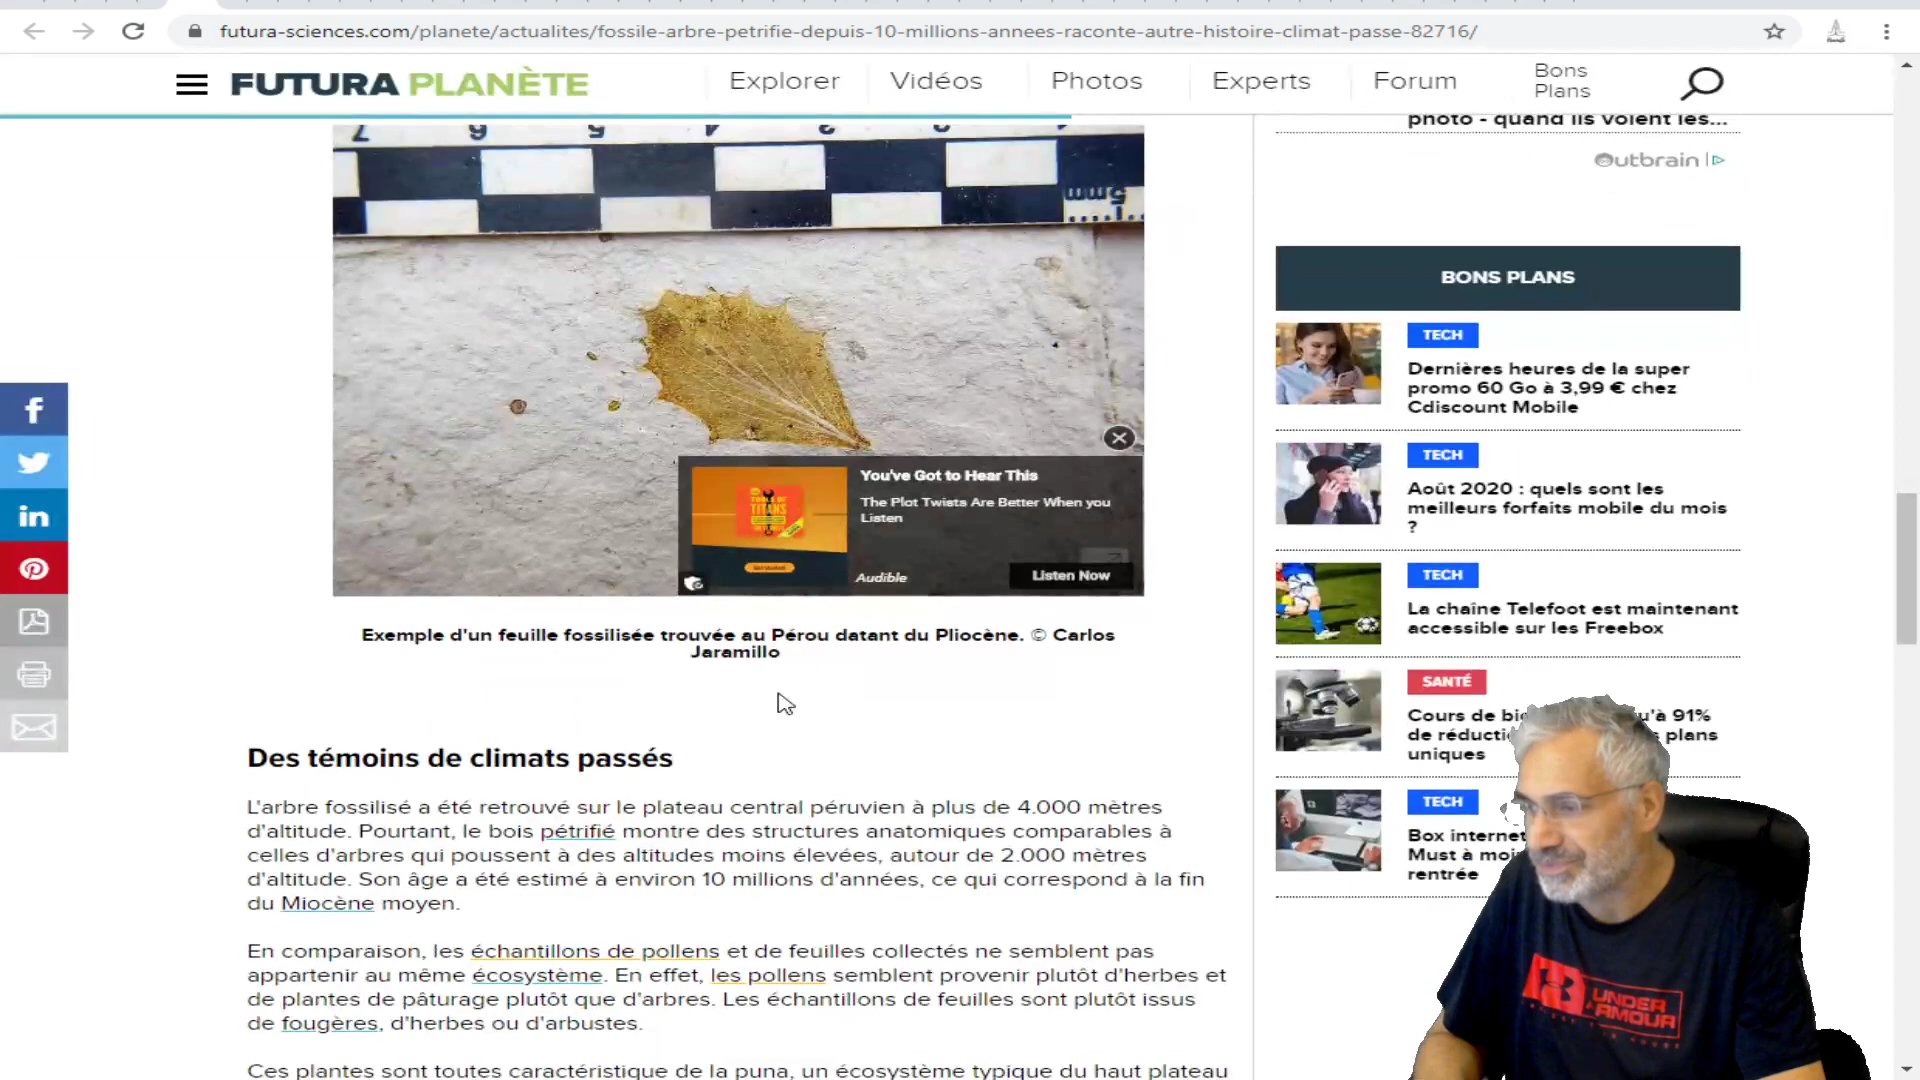 futura-sciences.com/planete/actualites/fossile-arbre-petrifie-depuis-10-millions-annees-raconte-autre-histoire-climat-passe-82716/
FUTURA PLANÈTE
Explorer
Vidéos
Photos
Experts
Forum
Bons
Plans
photo - quand ils voient les...
Outbrain
7 6 5 4 3 2 1
5mm
BONS PLANS
TECH
Dernières heures de la super
promo 60 Go à 3,99 € chez
Cdiscount Mobile
TECH
Août 2020 : quels sont les
meilleurs forfaits mobile du mois
?
TECH
La chaîne Telefoot est maintenant
accessible sur les Freebox
SANTÉ
Cours de u'à 91%
de plans
uniques
TECH
Box internet
Must à
rentrée
You've Got to Hear This
The Plot Twists Are Better When you
Listen
TOOLS OF
TITANS
Audible
Listen Now
Exemple d'un feuille fossilisée trouvée au Pérou datant du Pliocène. © Carlos
Jaramillo
Des témoins de climats passés
L'arbre fossilisé a été retrouvé sur le plateau central péruvien à plus de 4.000 mètres
d'altitude. Pourtant, le bois pétrifié montre des structures anatomiques comparables à
celles d'arbres qui poussent à des altitudes moins élevées, autour de 2.000 mètres
d'altitude. Son âge a été estimé à environ 10 millions d'années, ce qui correspond à la fin
du Miocène moyen.
En comparaison, les échantillons de pollens et de feuilles collectés ne semblent pas
appartenir au même écosystème. En effet, les pollens semblent provenir plutôt d'herbes et
de plantes de pâturage plutôt que d'arbres. Les échantillons de feuilles sont plutôt issus
de fougères, d'herbes ou d'arbustes.
Ces plantes sont toutes caractéristique de la puna, un écosystème typique du haut plateau
UNDER
ARMOUR